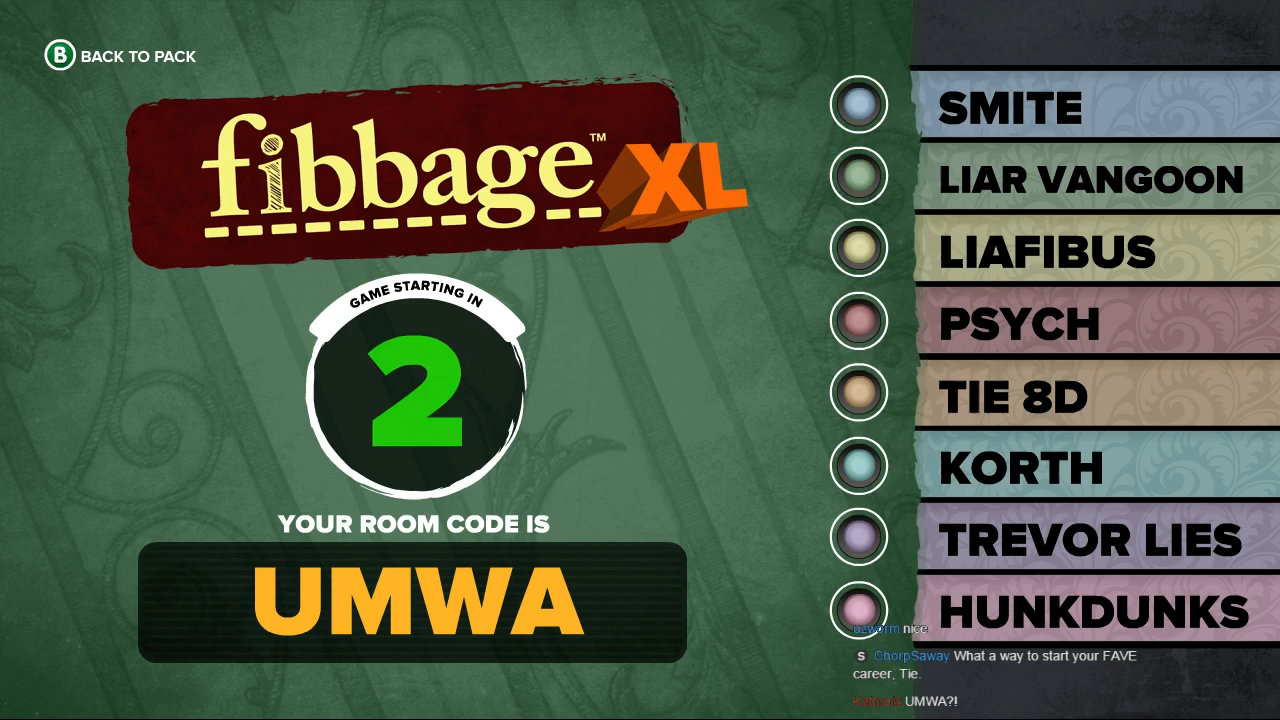 B BACK TO PACK
fibbage™ XL
GAME STARTING IN
2
YOUR ROOM CODE IS
UMWA
SMITE
LIAR VANGOON
LIAFIBUS
PSYCH
TIE 8D
KORTH
TREVOR LIES
HUNKDUNKS
uzworm nice
S ChorpSaway What a way to start your FAVE
career, Tie.
UMWA?!